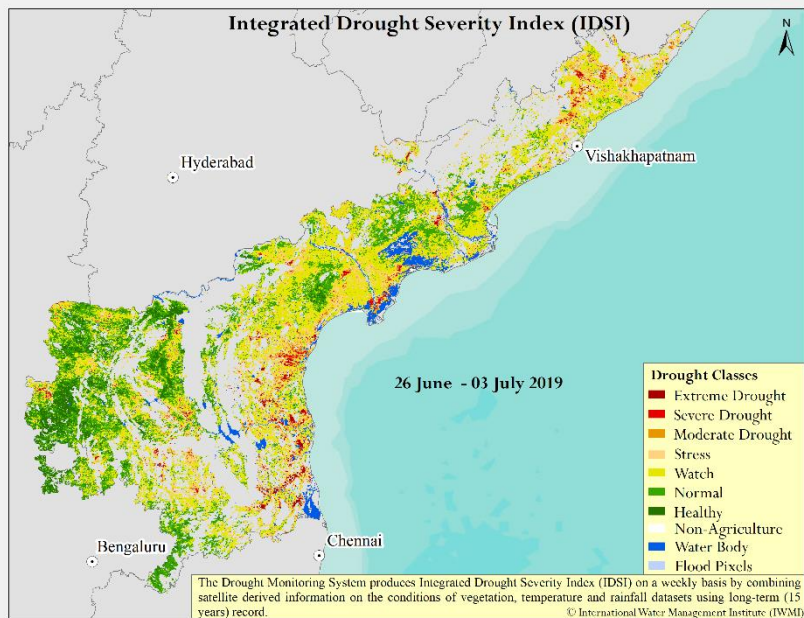 Integrated Drought Severity Index (IDSI)
N
Hyderabad
Vishakhapatnam
26 June - 03 July 2019
Drought Classes
Extreme Drought
Severe Drought
Moderate Drought
Stress
Watch
Normal
Healthy
Non-Agriculture
Water Body
Flood Pixels
Bengaluru
Chennai
The Drought Monitoring System produces Integrated Drought Severity Index (IDSI) on a weekly basis by combining
satellite derived information on the conditions of vegetation, temperature and rainfall datasets using long-term (15
years) record.
© International Water Management Institute (IWMI)